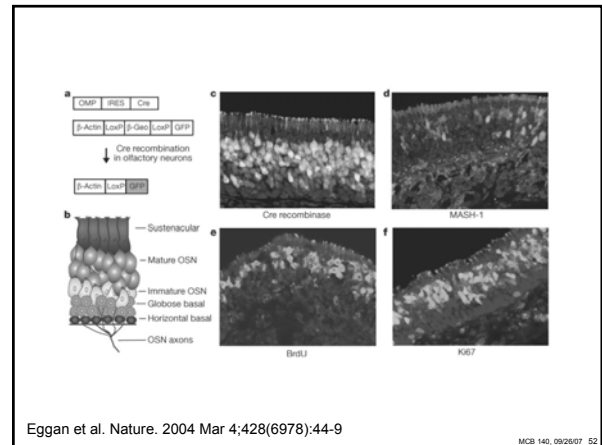 a
OMP IRES Cre
β-Actin LoxP β-Geo LoxP GFP
Cre recombination
in olfactory neurons
β-Actin LoxP GFP
b
Sustenacular
Mature OSN
Immature OSN
Globose basal
Horizontal basal
OSN axons
c
Cre recombinase
d
MASH-1
e
BrdU
f
Ki67
Eggan et al. Nature. 2004 Mar 4;428(6978):44-9
MCB 140, 09/26/07 52